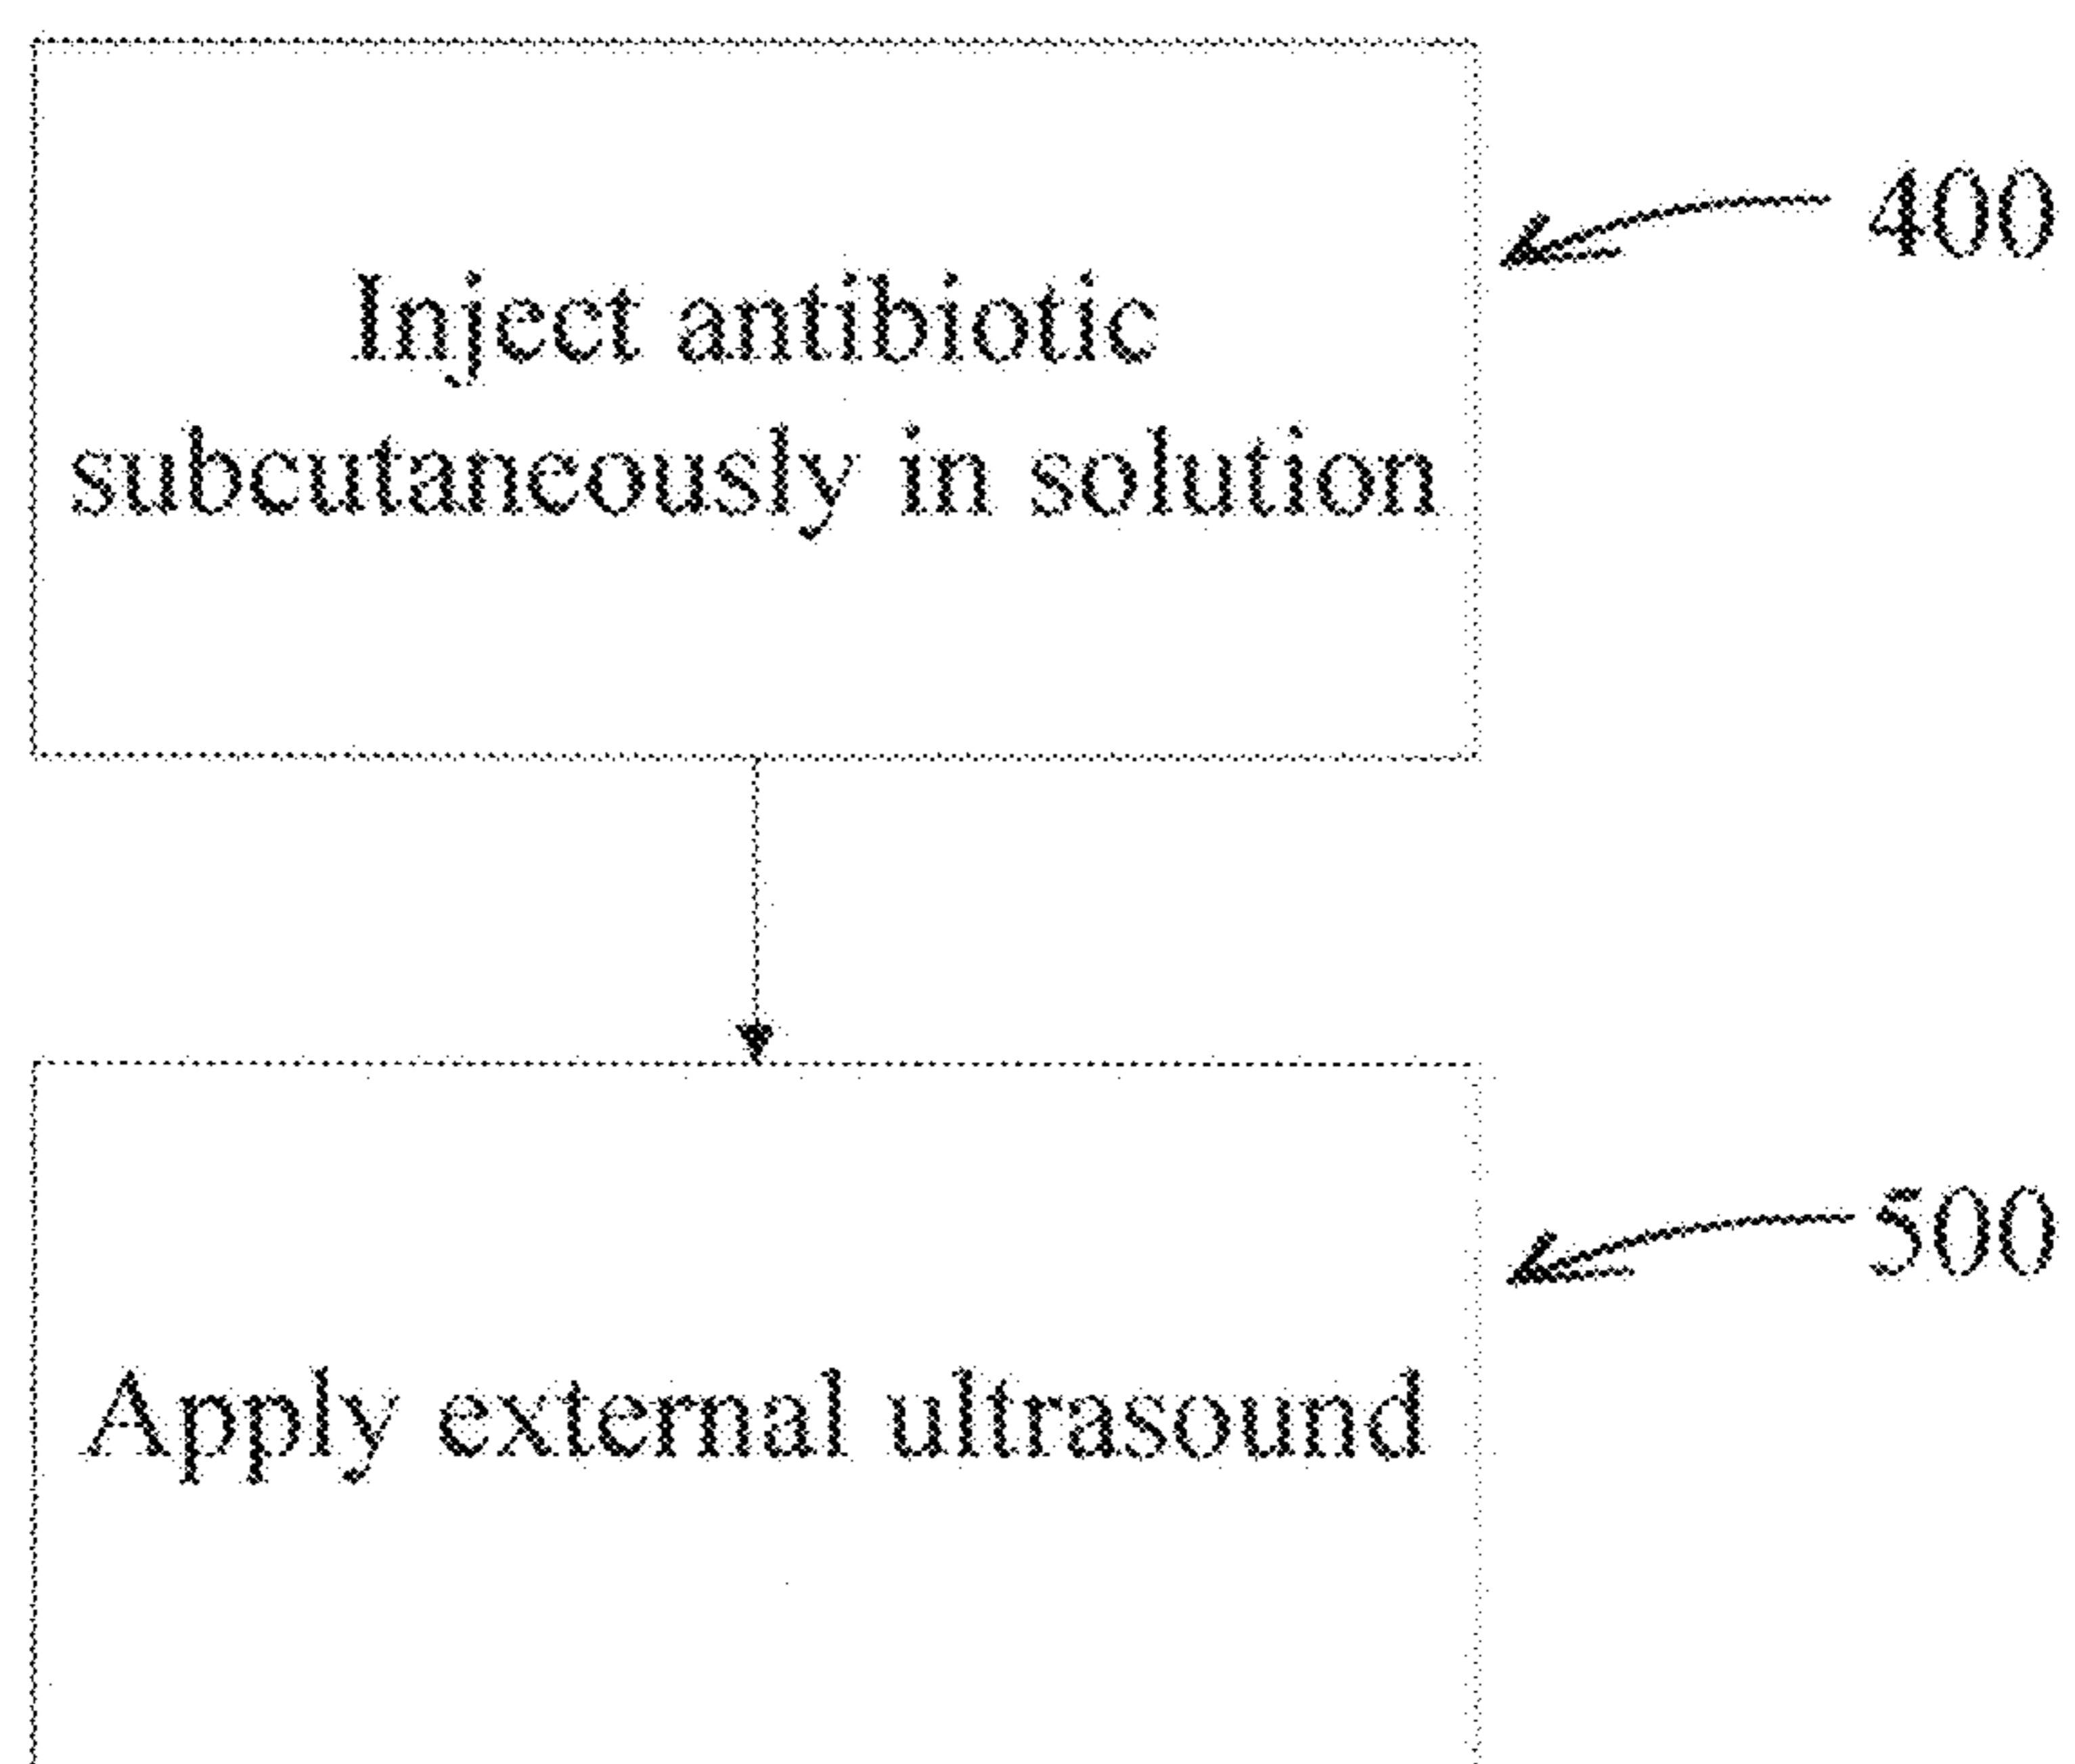 400
Inject antibiotic
subcutaneously in solution
500
Apply external ultrasound